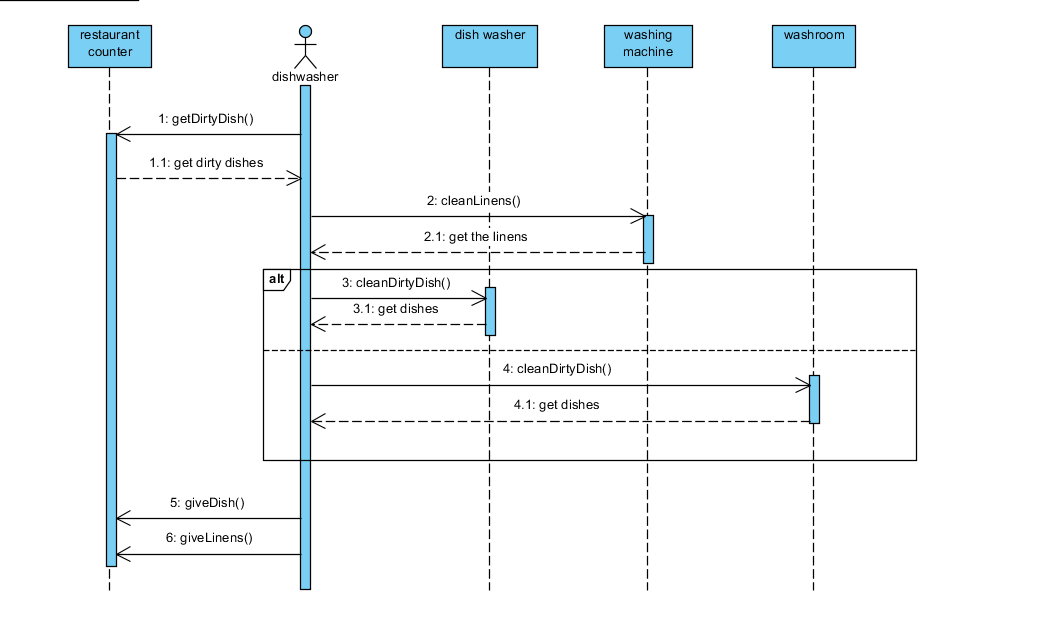 restaurant
counter
dishwasher
dish washer
washing
machine
washroom
1: getDirtyDish()
1.1: get dirty dishes
2: cleanLinens()
2.1: get the linens
alt
3: cleanDirtyDish()
3.1: get dishes
4: cleanDirtyDish()
4.1: get dishes
5: giveDish()
6: giveLinens()